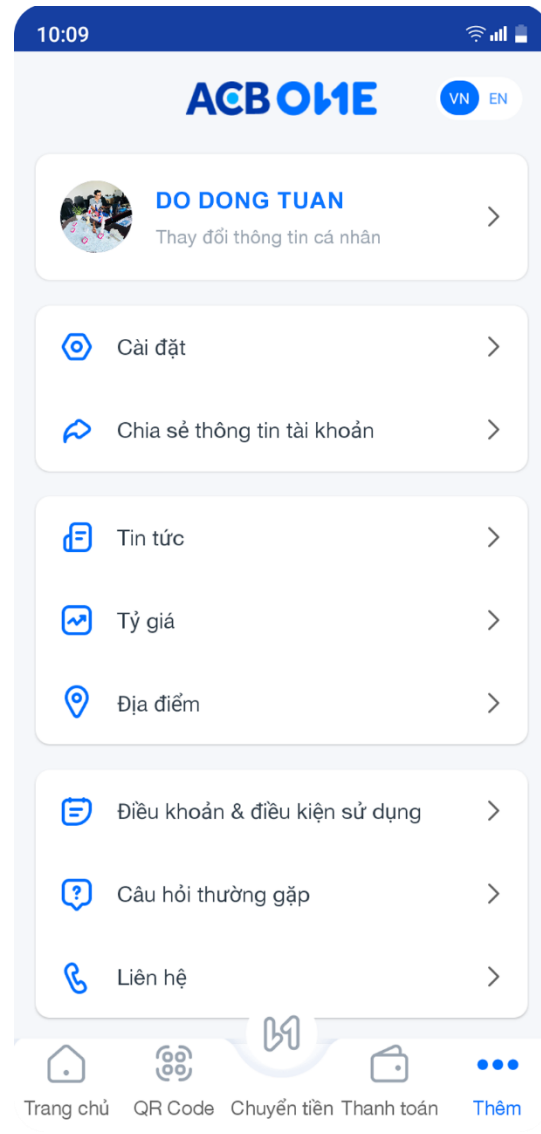 10:09
ACB ONE
VN EN
DO DONG TUAN
Thay đổi thông tin cá nhân
Cài đặt
Chia sẻ thông tin tài khoản
Tin tức
Tỷ giá
Địa điểm
Điều khoản & điều kiện sử dụng
Câu hỏi thường gặp
Liên hệ
Trang chủ QR Code Chuyển tiền Thanh toán Thêm